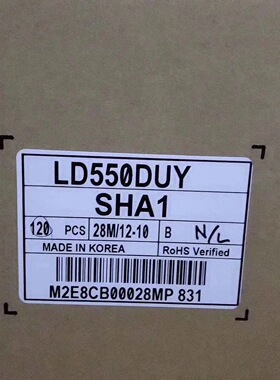 LD550DUY
SHA1
120 PCS 28M/12-10 B N/L
MADE IN KOREA RoHS Verified
M2E8CB00028MP 831